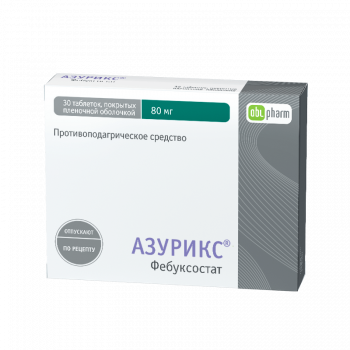 30 таблеток, покрытых
пленочной оболочкой
80 мг
obl pharm
Противоподагрическое средство
ОТПУСКАЮТ
ПО РЕЦЕПТУ
АЗУРИКС®
Фебуксостат